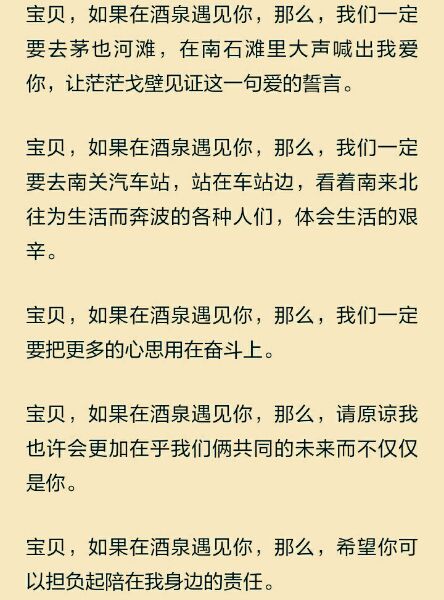 宝贝，如果在酒泉遇见你，那么，我们一定
要去茅也河滩，在南石滩里大声喊出我爱
你，让茫茫戈壁见证这一句爱的誓言。
宝贝，如果在酒泉遇见你，那么，我们一定
要去南关汽车站，站在车站边，看着南来北
往为生活而奔波的各种人们，体会生活的艰
辛。
宝贝，如果在酒泉遇见你，那么，我们一定
要把更多的心思用在奋斗上。
宝贝，如果在酒泉遇见你，那么，请原谅我
也许会更加在乎我们俩共同的未来而不仅仅
是你。
宝贝，如果在酒泉遇见你，那么，希望你可
以担负起陪在我身边的责任。